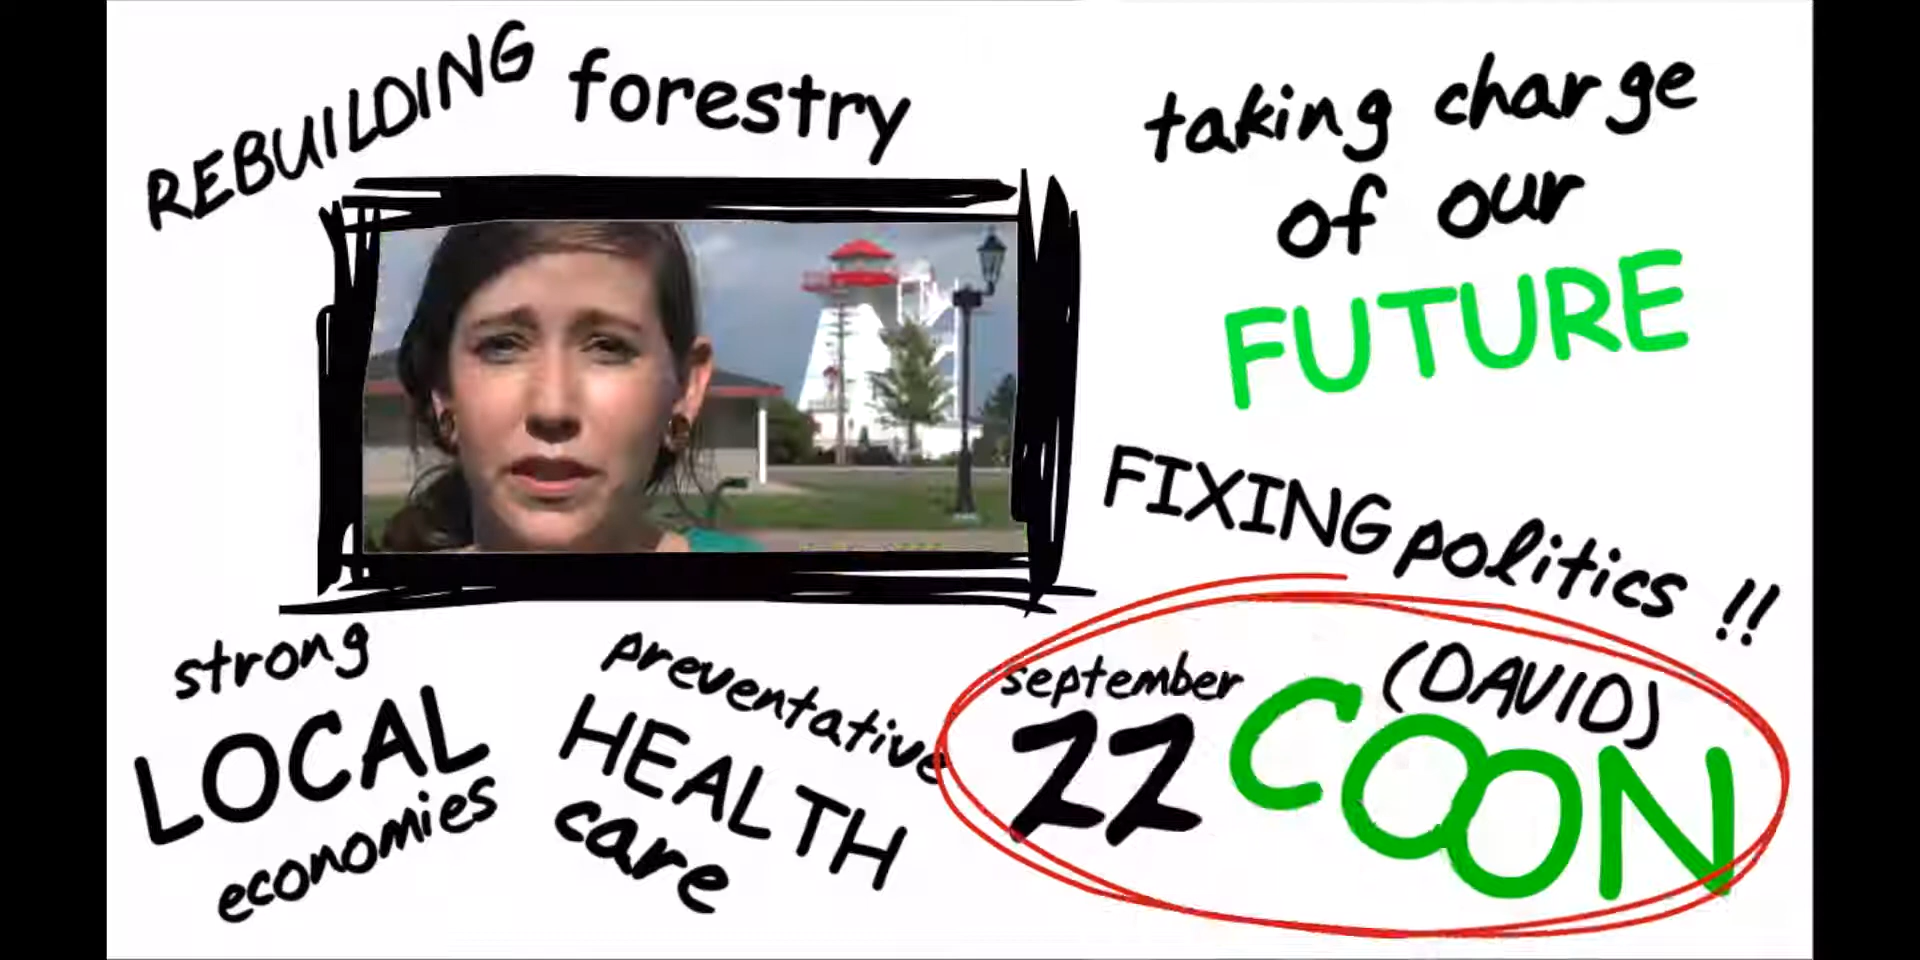 REBUILDING forestry
taking charge
of our
FUTURE
FIXING politics !!
strong
LOCAL
economies
preventative
HEALTH
care
september
22
(DAVID)
COON